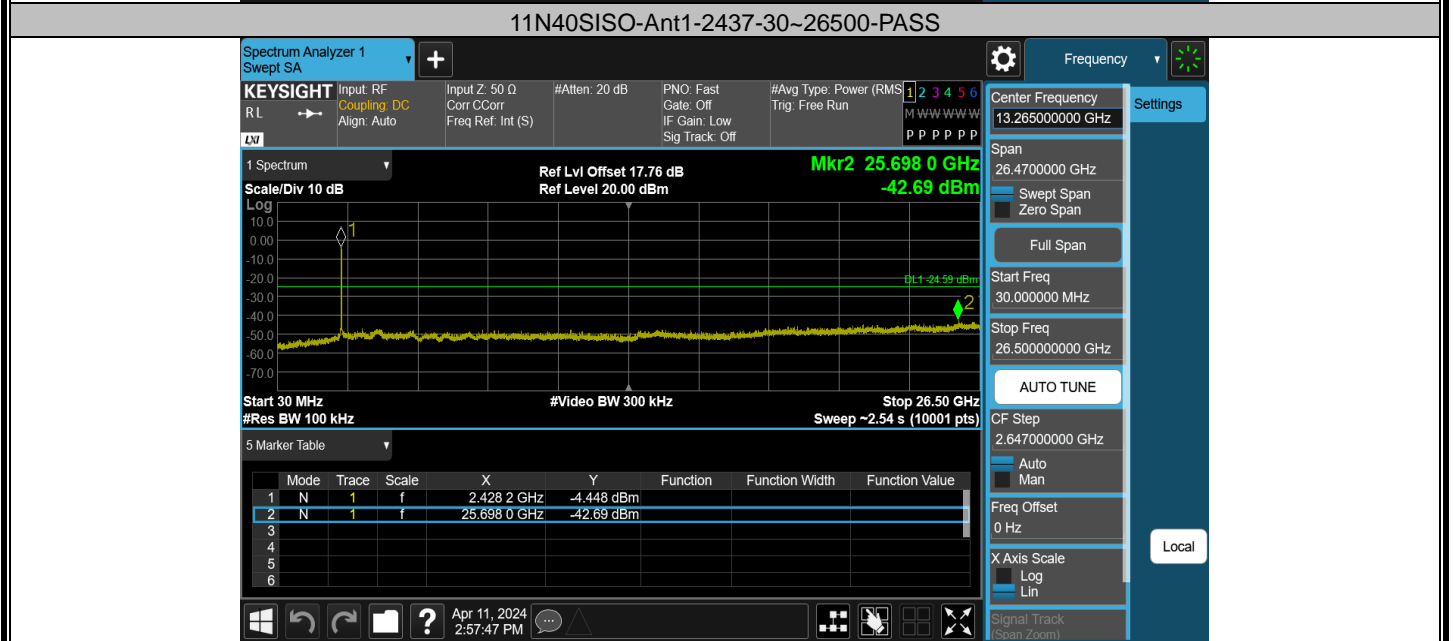 11N40SISO-Ant1-2437-30~26500-PASS
Spectrum Analyzer 1
Swept SA
+
Frequency
KEYSIGHT
RL
LXI
Input: RF
Coupling: DC
Align: Auto
Input Z: 50 Ω
Corr CCorr
Freq Ref: Int (S)
#Atten: 20 dB
PNO: Fast
Gate: Off
IF Gain: Low
Sig Track: Off
#Avg Type: Power (RMS
Trig: Free Run
1 2 3 4 5 6
M W W W W W
P P P P P P
1 Spectrum
Scale/Div 10 dB
Ref Lvl Offset 17.76 dB
Ref Level 20.00 dBm
Mkr2 25.698 0 GHz
-42.69 dBm
Log
10.0
0.00
-10.0
-20.0
-30.0
-40.0
-50.0
-60.0
-70.0
1
DL1 -24.59 dBm
2
Start 30 MHz
#Video BW 300 kHz
Stop 26.50 GHz
#Res BW 100 kHz
Sweep ~2.54 s (10001 pts)
5 Marker Table
Mode Trace Scale X Y Function Function Width Function Value
1 N 1 f 2.428 2 GHz -4.448 dBm
2 N 1 f 25.698 0 GHz -42.69 dBm
3
4
5
6
?
Apr 11, 2024
2:57:47 PM
Center Frequency
13.265000000 GHz
Settings
Span
26.4700000 GHz
Swept Span
Zero Span
Full Span
Start Freq
30.000000 MHz
Stop Freq
26.500000000 GHz
AUTO TUNE
CF Step
2.647000000 GHz
Auto
Man
Freq Offset
0 Hz
X Axis Scale
Log
Lin
Local
Signal Track
(Span Zoom)